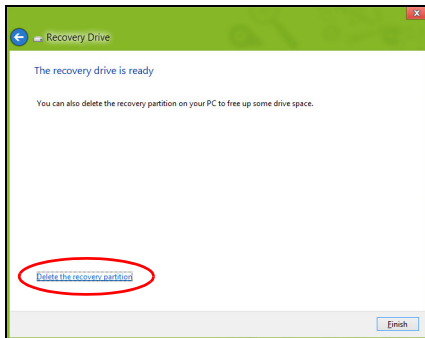 Recovery Drive
The recovery drive is ready
You can also delete the recovery partition on your PC to free up some drive space.
Delete the recovery partition
Finish